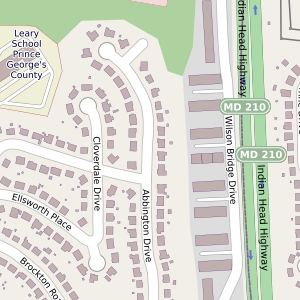 Leary
School
Prince
George's
County
Indian Head Highway
MD 210
MD 210
Wilson Bridge Drive
Indian Head Highway
Cloverdale Drive
Abbington Drive
Ellsworth Place
Brockton